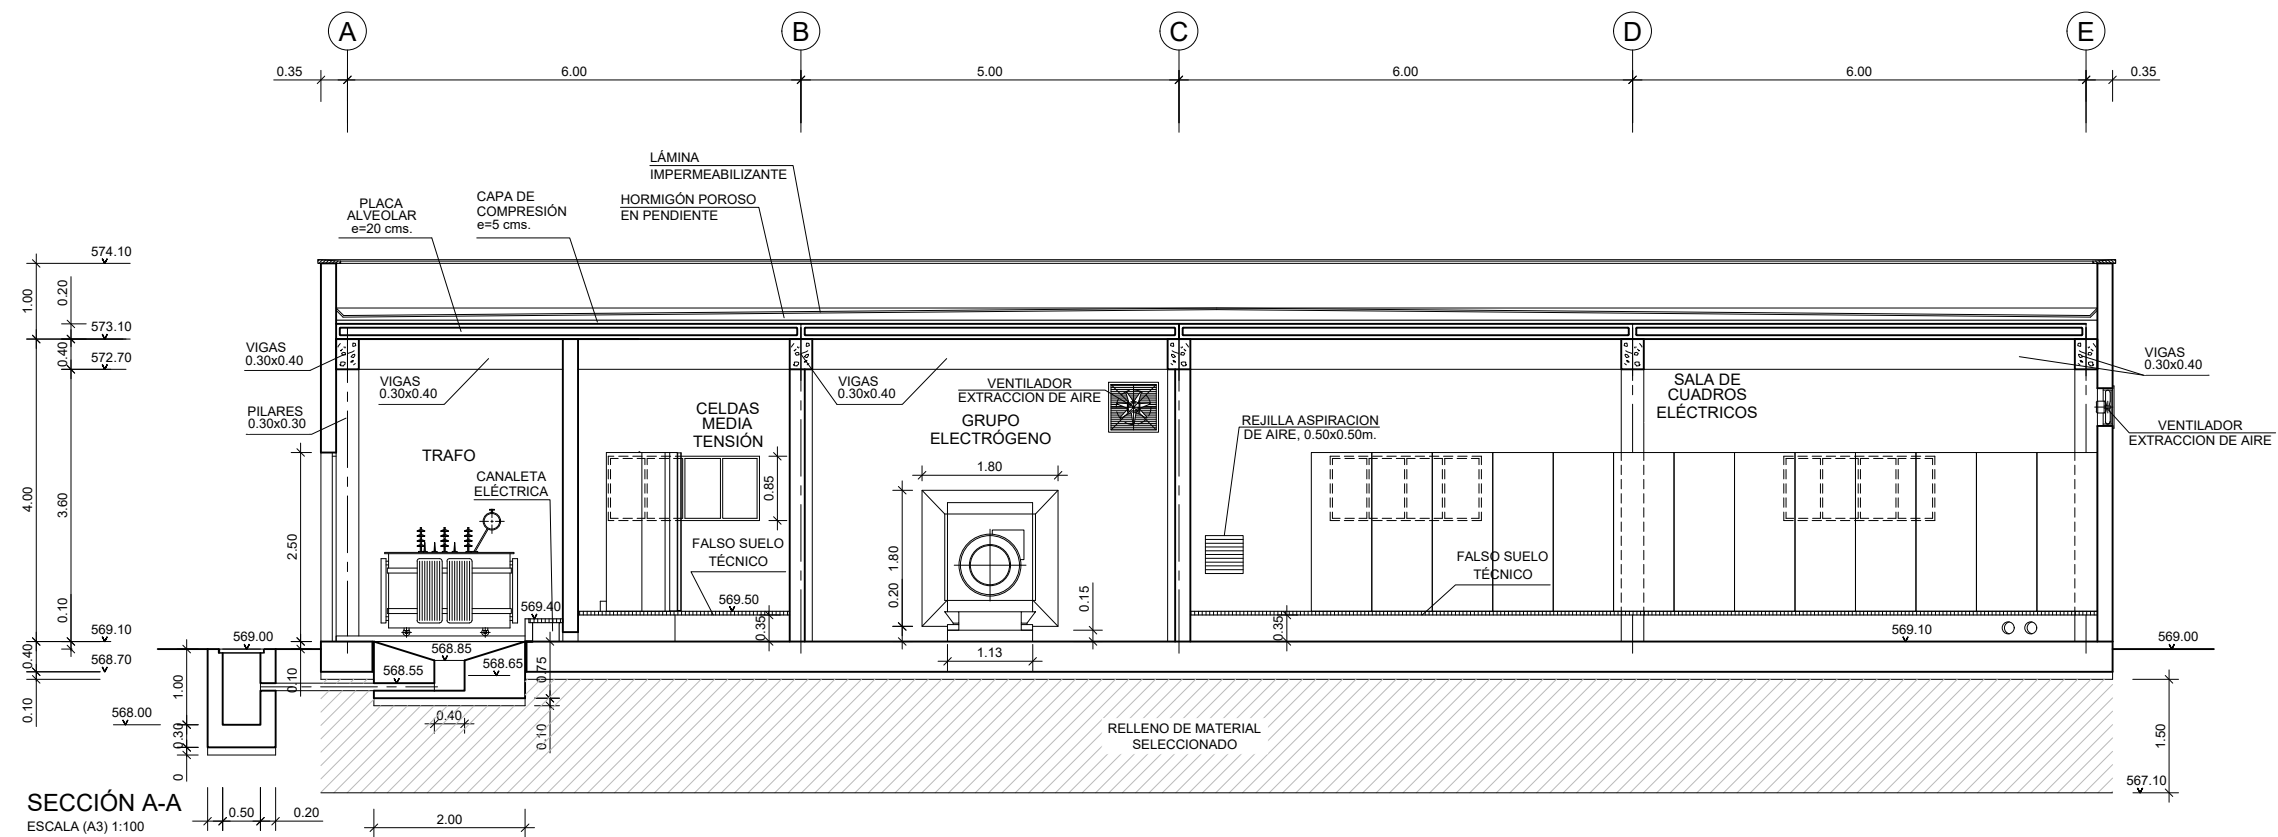 A
B
C
D
E
0.35
6.00
5.00
6.00
6.00
0.35
LÁMINA
IMPERMEABILIZANTE
PLACA
ALVEOLAR
e=20 cms.
CAPA DE
COMPRESIÓN
e=5 cms.
HORMIGÓN POROSO
EN PENDIENTE
574.10
1.00
0.20
573.10
0.40
572.70
VIGAS
0.30x0.40
VIGAS
0.30x0.40
VIGAS
0.30x0.40
VENTILADOR
EXTRACCION DE AIRE
SALA DE
CUADROS
ELÉCTRICOS
VIGAS
0.30x0.40
PILARES
0.30x0.30
CELDAS
MEDIA
TENSIÓN
GRUPO
ELECTRÓGENO
REJILLA ASPIRACION
DE AIRE, 0.50x0.50m.
VENTILADOR
EXTRACCION DE AIRE
TRAFO
CANALETA
ELÉCTRICA
1.80
0.85
4.00
3.60
2.50
FALSO SUELO
TÉCNICO
1.80
FALSO SUELO
TÉCNICO
0.10
569.40
569.50
0.20
0.15
0.35
0.35
569.10
569.00
569.10
569.00
0.40
568.70
568.85
568.55
568.65
0.75
1.13
0.10
1.00
0.10
568.00
0.30
0.40
0.10
RELLENO DE MATERIAL
SELECCIONADO
1.50
0
567.10
SECCIÓN A-A
ESCALA (A3) 1:100
0.50
0.20
2.00